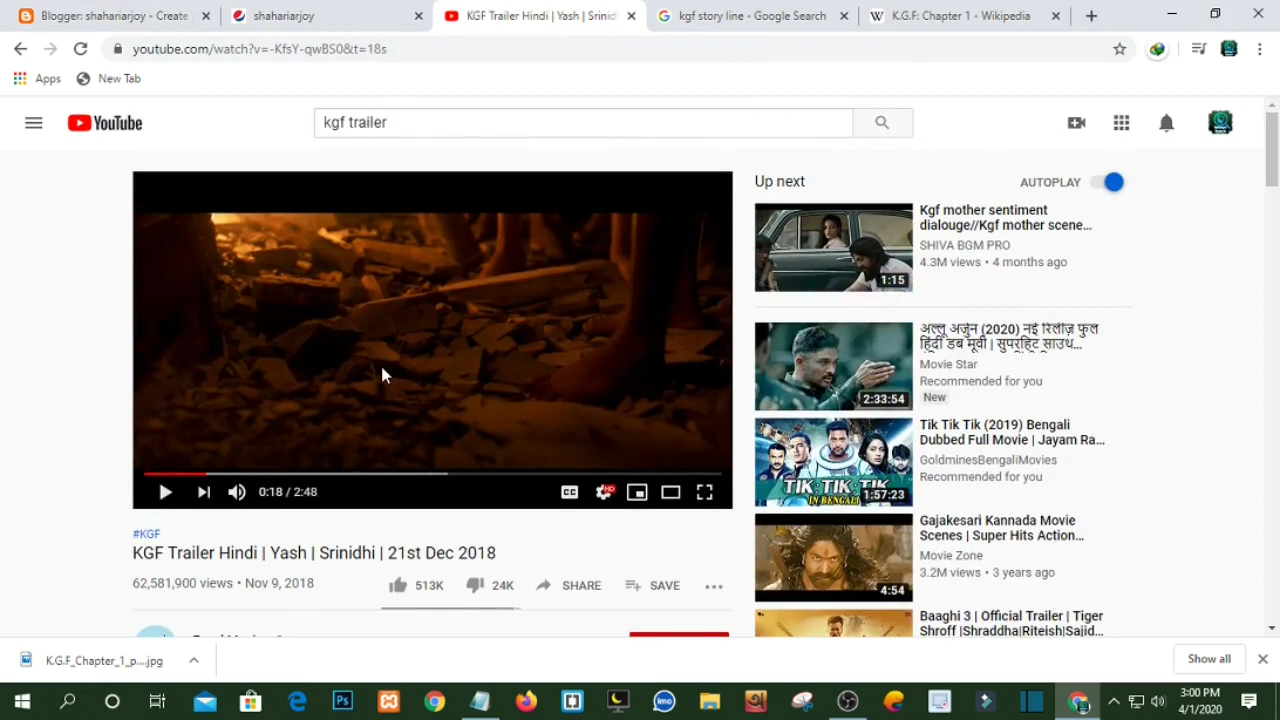 Blogger: shahariarjoy - Create
shahariarjoy
KGF Trailer Hindi | Yash | Srinid
kgf story line - Google Search
K.G.F: Chapter 1 - Wikipedia
youtube.com/watch?v=-KfsY-qwBS0&t=18s
Apps
New Tab
YouTube
kgf trailer
Up next
AUTOPLAY
Kgf mother sentiment
dialouge//Kgf mother scene...
SHIVA BGM PRO
4.3M views • 4 months ago
1:15
अल्लू अर्जुन (2020) नई रिलीज़ फुल
हिंदी डब मूवी | सुपरहिट साउथ...
Movie Star
Recommended for you
New
2:33:54
Tik Tik Tik (2019) Bengali
Dubbed Full Movie | Jayam Ra...
GoldminesBengaliMovies
Recommended for you
TIK:TIK:TIK
IN BENGALI
1:57:23
Gajakesari Kannada Movie
Scenes | Super Hits Action...
Movie Zone
3.2M views • 3 years ago
4:54
Baaghi 3 | Official Trailer | Tiger
Shroff |Shraddha|Riteish|Sajid...
0:18 / 2:48
CC
HD
#KGF
KGF Trailer Hindi | Yash | Srinidhi | 21st Dec 2018
62,581,900 views • Nov 9, 2018
513K
24K
SHARE
SAVE
K.G.F_Chapter_1_p....jpg
Show all
Ps
imo
3:00 PM
4/1/2020